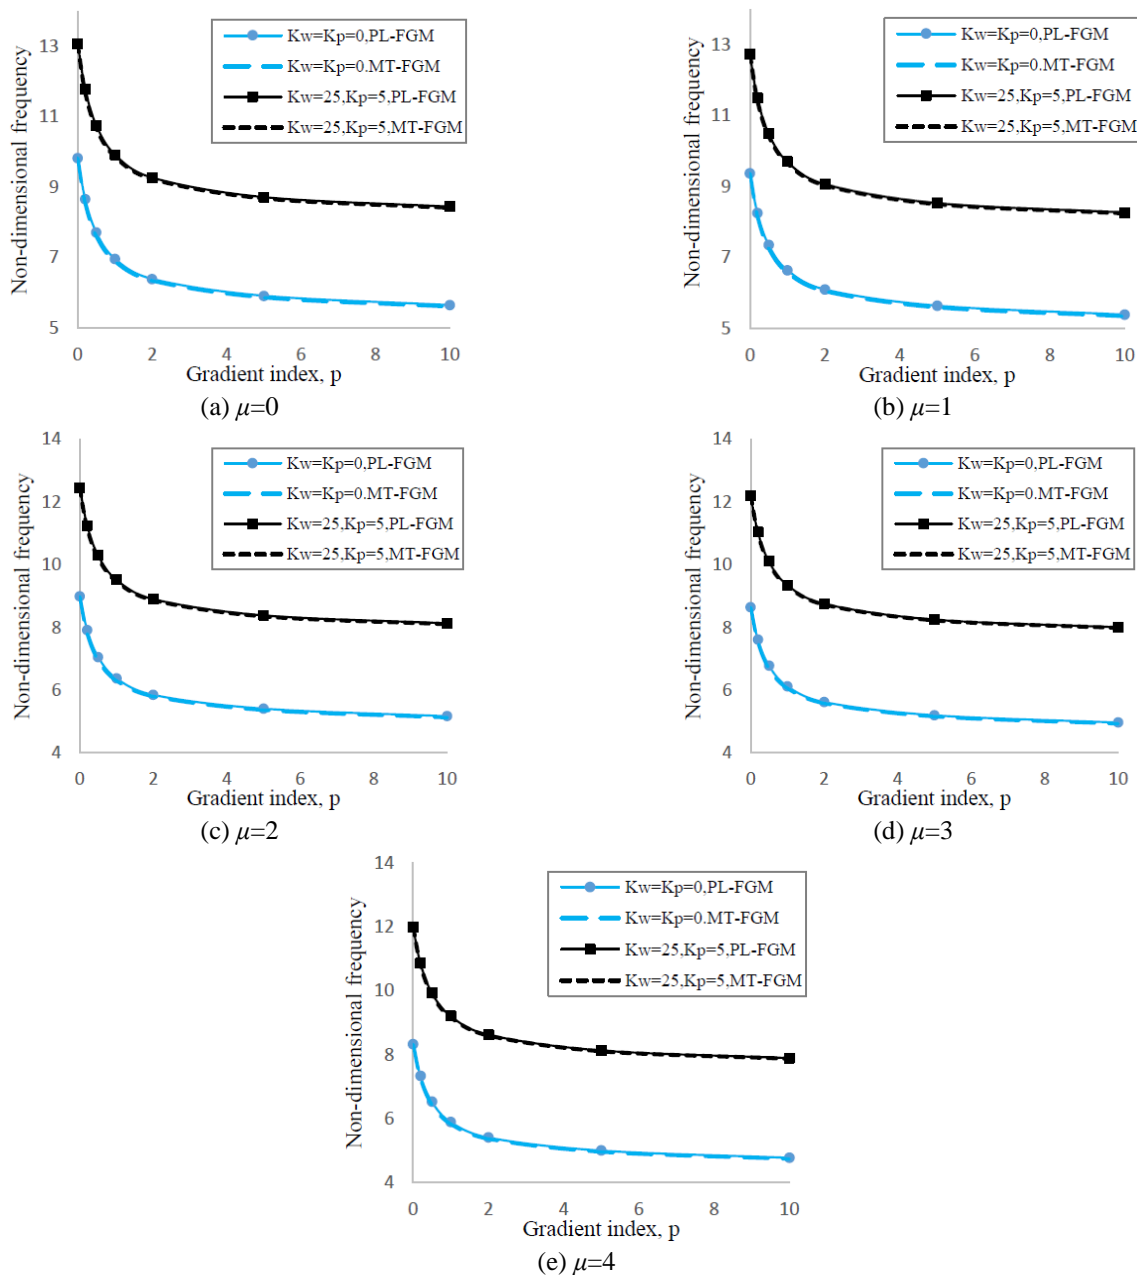 Non-dimensional frequency
13
11
9
7
5
0 2 4 6 8 10
Gradient index, p
Kw=Kp=0,PL-FGM
Kw=Kp=0.MT-FGM
Kw=25,Kp=5,PL-FGM
Kw=25,Kp=5,MT-FGM
(a) μ=0
Non-dimensional frequency
13
11
9
7
5
0 2 4 6 8 10
Gradient index, p
Kw=Kp=0,PL-FGM
Kw=Kp=0.MT-FGM
Kw=25,Kp=5,PL-FGM
Kw=25,Kp=5,MT-FGM
(b) μ=1
Non-dimensional frequency
14
12
10
8
6
4
0 2 4 6 8 10
Gradient index, p
Kw=Kp=0,PL-FGM
Kw=Kp=0.MT-FGM
Kw=25,Kp=5,PL-FGM
Kw=25,Kp=5,MT-FGM
(c) μ=2
Non-dimensional frequency
14
12
10
8
6
4
0 2 4 6 8 10
Gradient index, p
Kw=Kp=0,PL-FGM
Kw=Kp=0.MT-FGM
Kw=25,Kp=5,PL-FGM
Kw=25,Kp=5,MT-FGM
(d) μ=3
Non-dimensional frequency
14
12
10
8
6
4
0 2 4 6 8 10
Gradient index, p
Kw=Kp=0,PL-FGM
Kw=Kp=0.MT-FGM
Kw=25,Kp=5,PL-FGM
Kw=25,Kp=5,MT-FGM
(e) μ=4